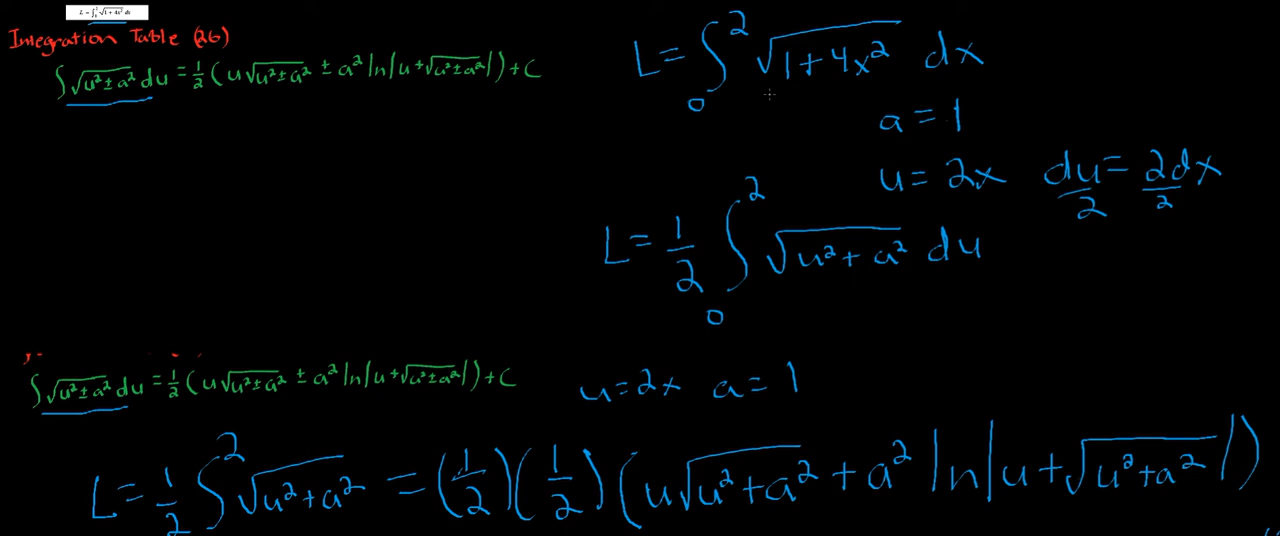 L = ∫₀² √(1 + 4x²) dx
Integration Table (26)
∫ √(u² ± a²) du = 1/2 (u √(u² ± a²) ± a² ln|u + √(u² ± a²)|) + C
L = ∫₀² √(1 + 4x²) dx
a = 1
u = 2x du/2 = 2dx/2
L = 1/2 ∫₀² √(u² + a²) du
∫ √(u² ± a²) du = 1/2 (u √(u² ± a²) ± a² ln|u + √(u² ± a²)|) + C
u = 2x a = 1
L = 1/2 ∫² √(u² + a²) = (1/2)(1/2)(u √(u² + a²) + a² ln|u + √(u² + a²)|)